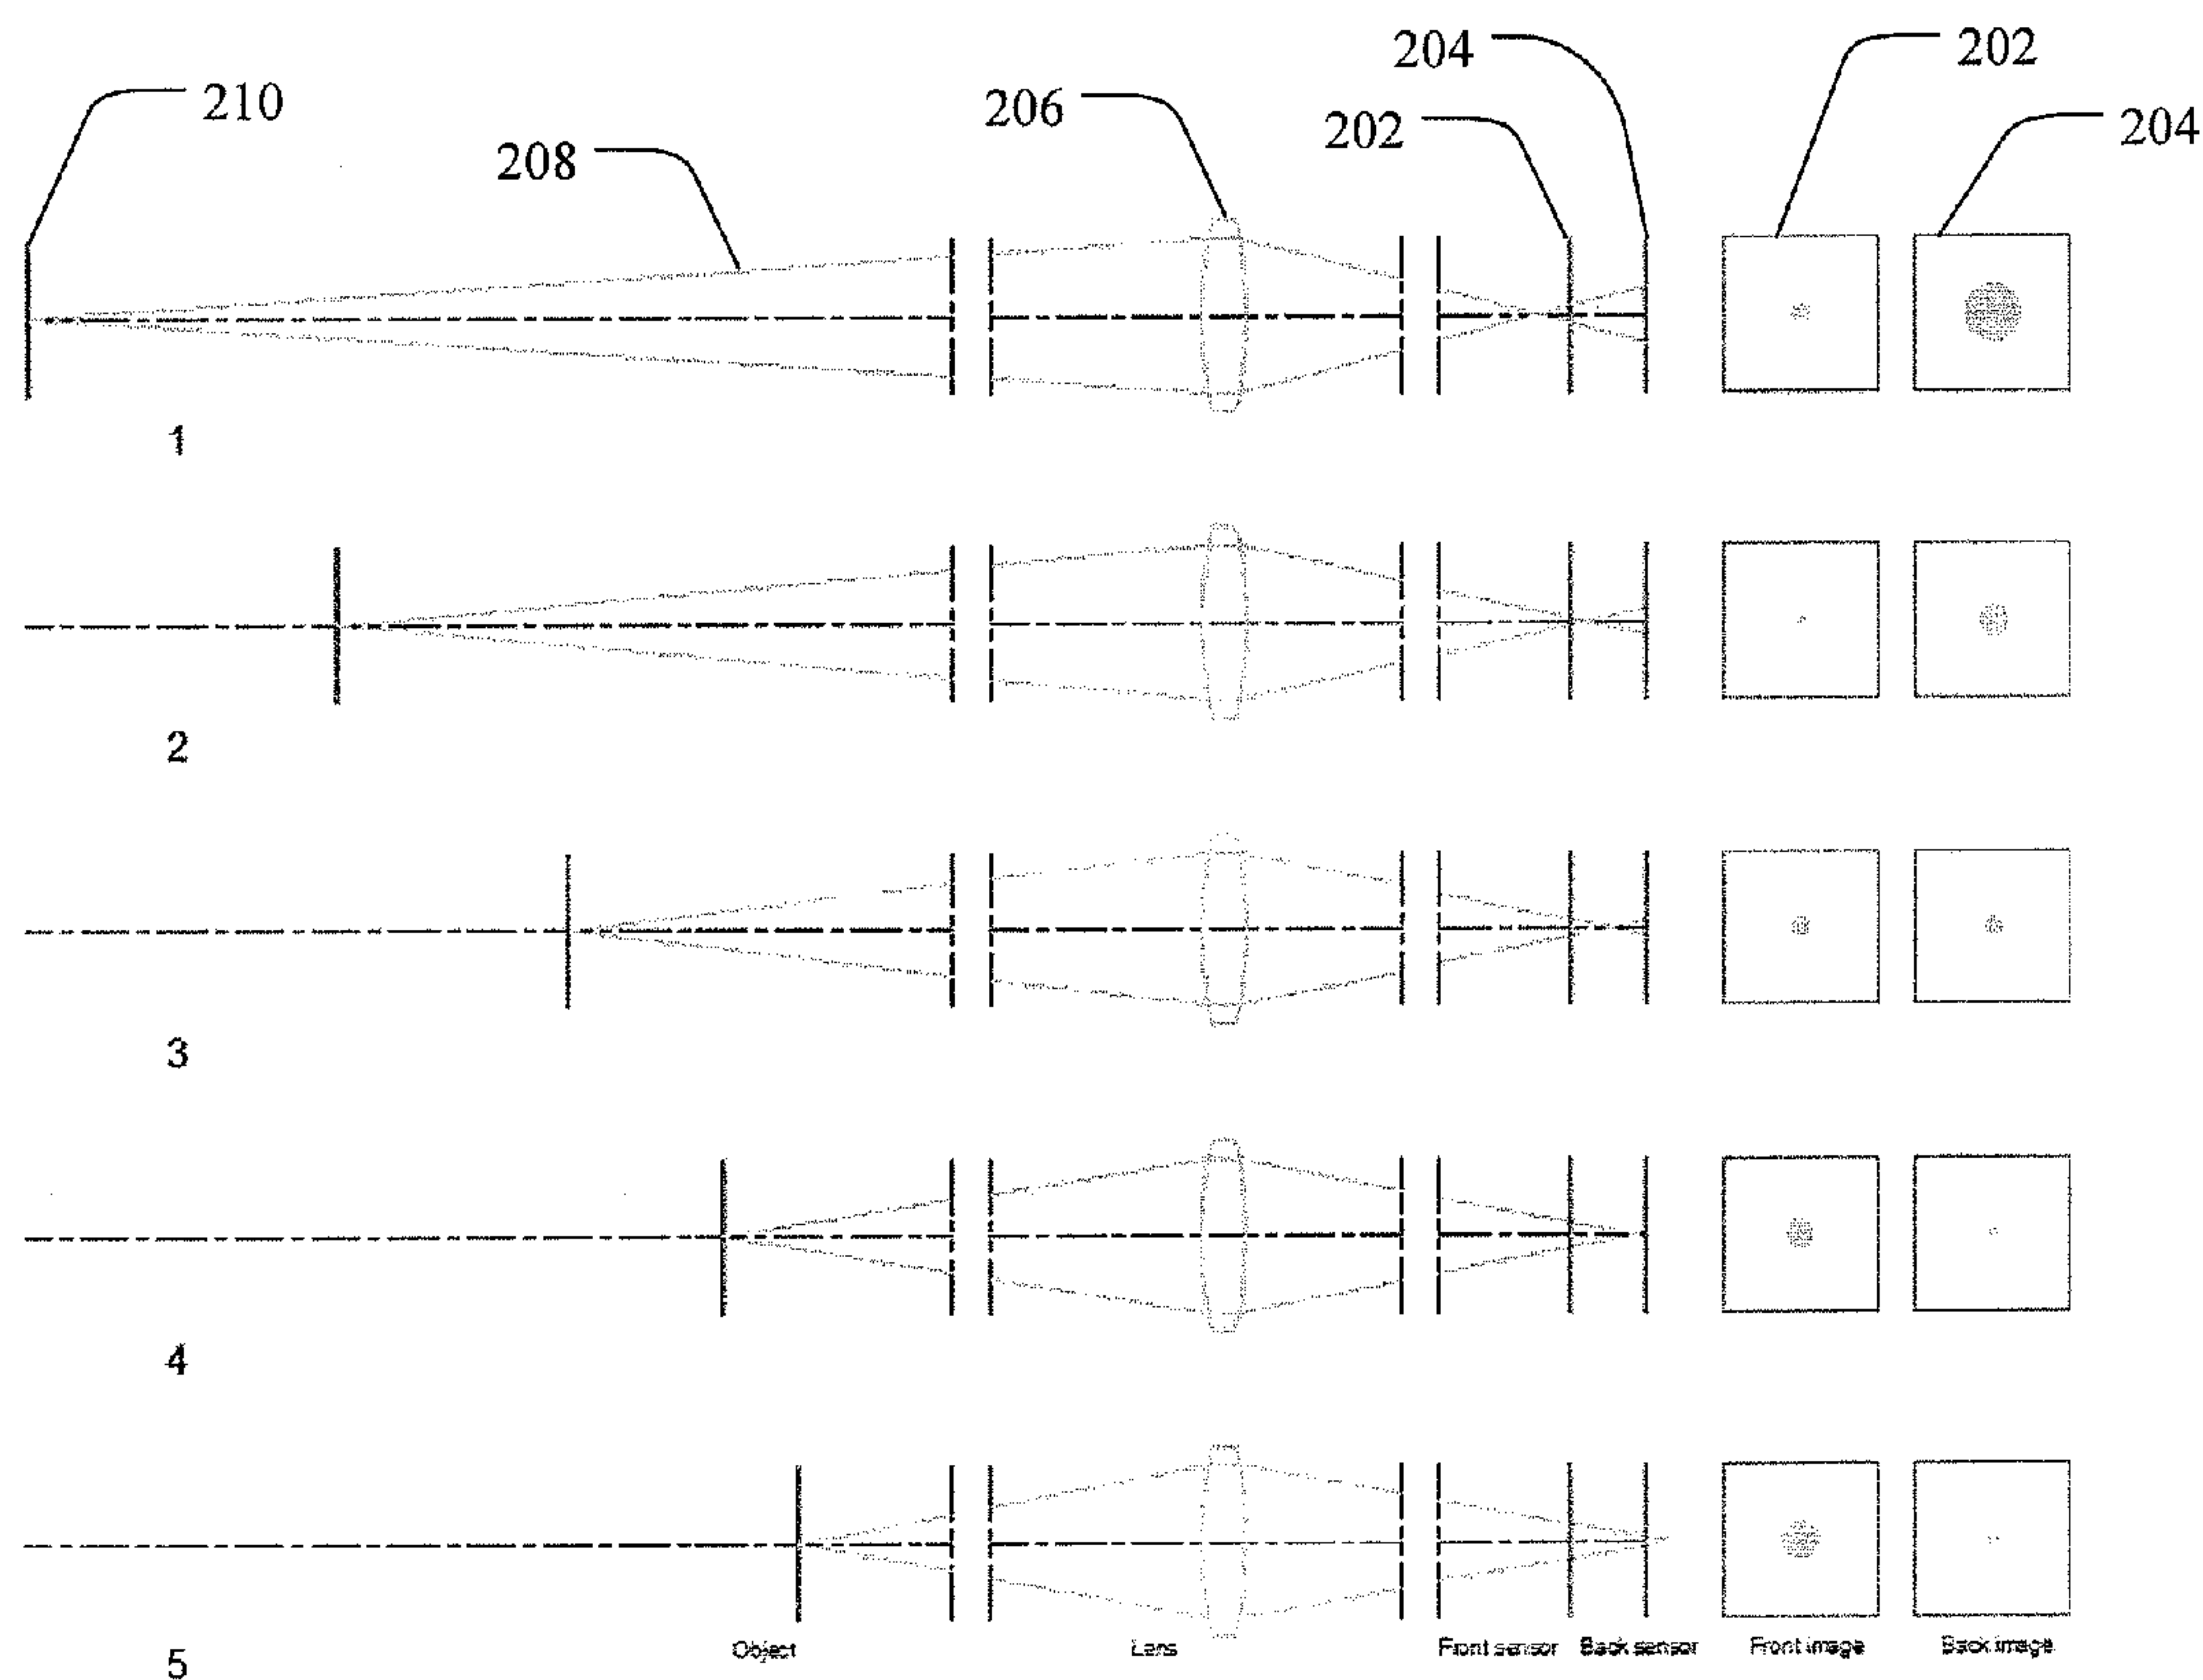 210
208
206
204
202
202
204
1
2
3
4
5
Object
Lens
Front sensor
Back sensor
Front image
Back image